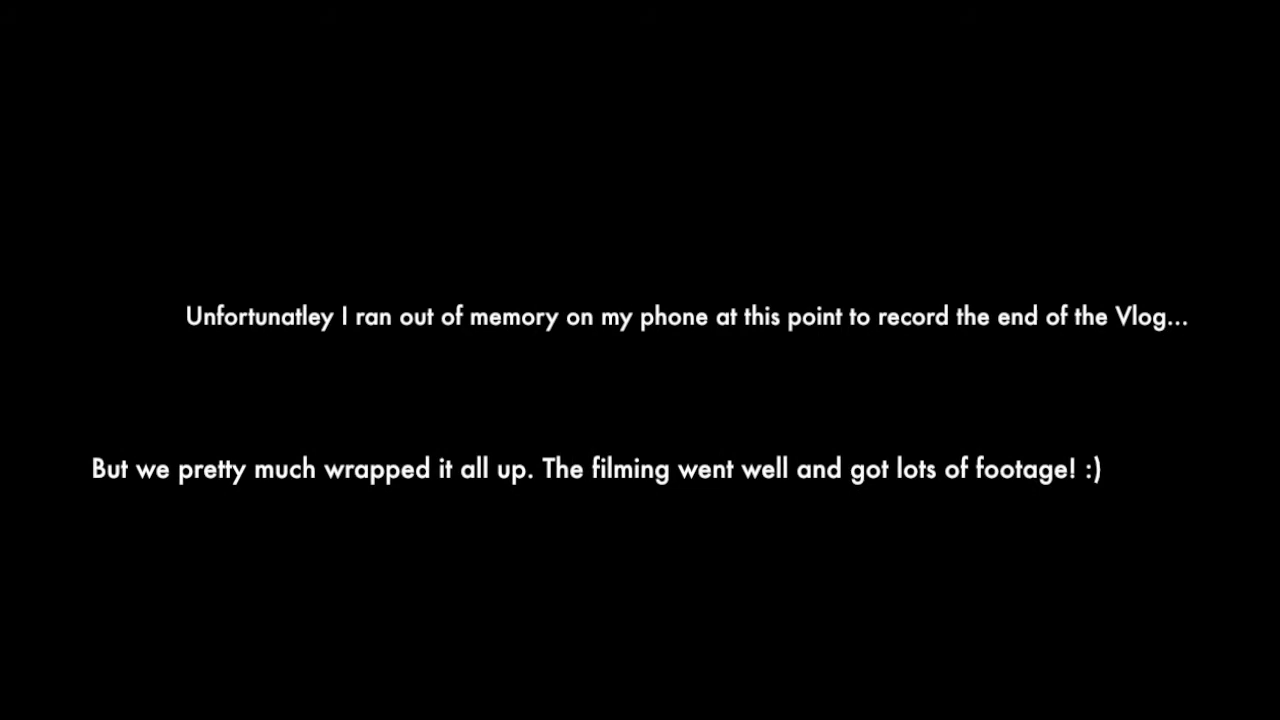 Unfortunatley I ran out of memory on my phone at this point to record the end of the Vlog...
But we pretty much wrapped it all up. The filming went well and got lots of footage! :)